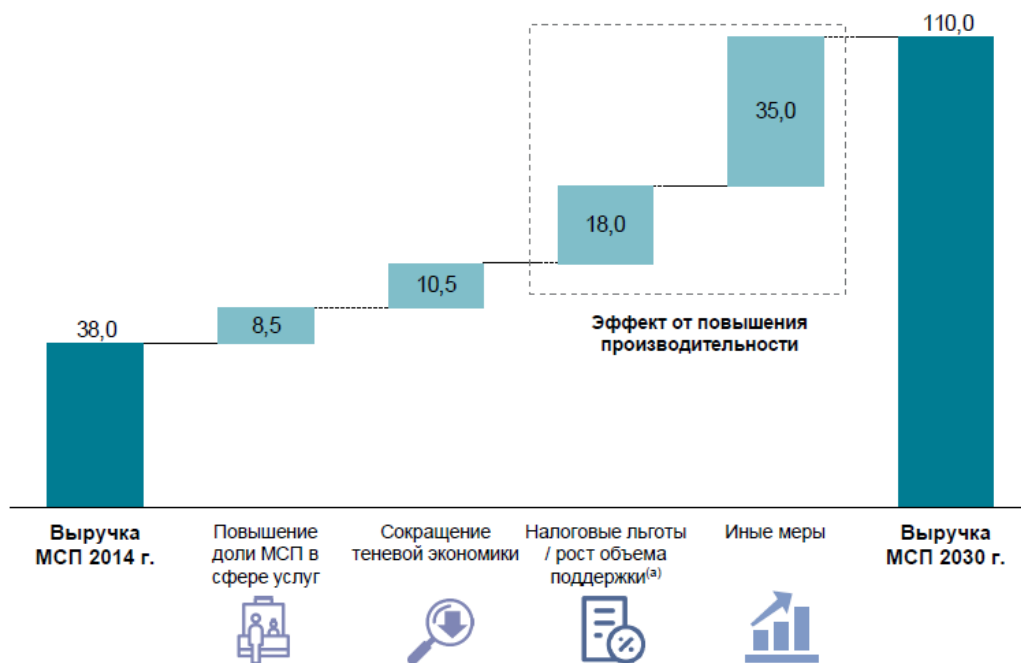 110,0
35,0
18,0
10,5
8,5
38,0
Эффект от повышения
производительности
Выручка
МСП 2014 г.
Повышение
доли МСП в
сфере услуг
Сокращение
теневой экономики
Налоговые льготы
/ рост объема
поддержки(а)
Иные меры
Выручка
МСП 2030 г.
%